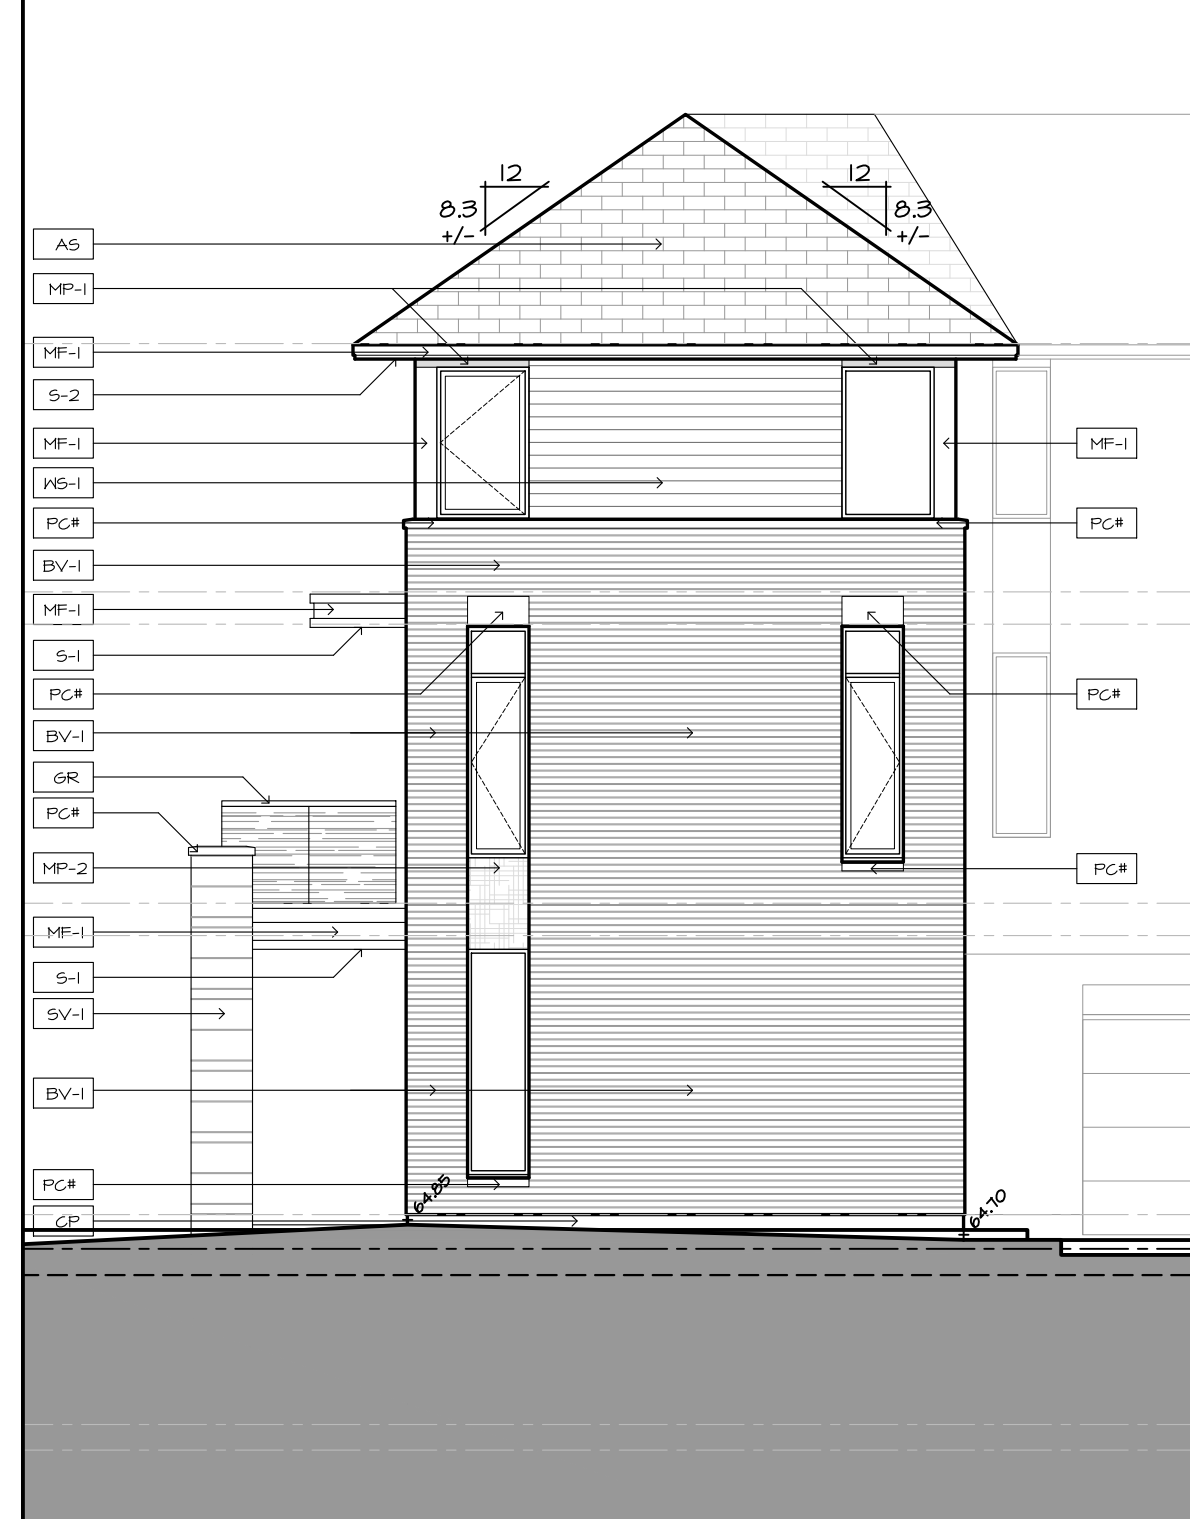 12
8.3
+/-
12
8.3
+/-
AS
MP-1
MF-1
S-2
MF-1
MF-1
WS-1
PC#
PC#
BV-1
MF-1
S-1
PC#
PC#
BV-1
GR
PC#
MP-2
PC#
MF-1
S-1
SV-1
BV-1
PC#
64.85
64.70
CP